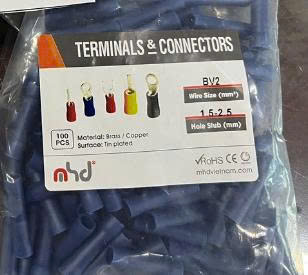 TERMINALS & CONNECTORS
BV2
Wire Size (mm²)
1.5-2.5
Hole Stub (mm)
100
PCS
Material: Brass / Copper
Surface: Tin plated
mhd®
RoHS CE
mhdvietnam.com